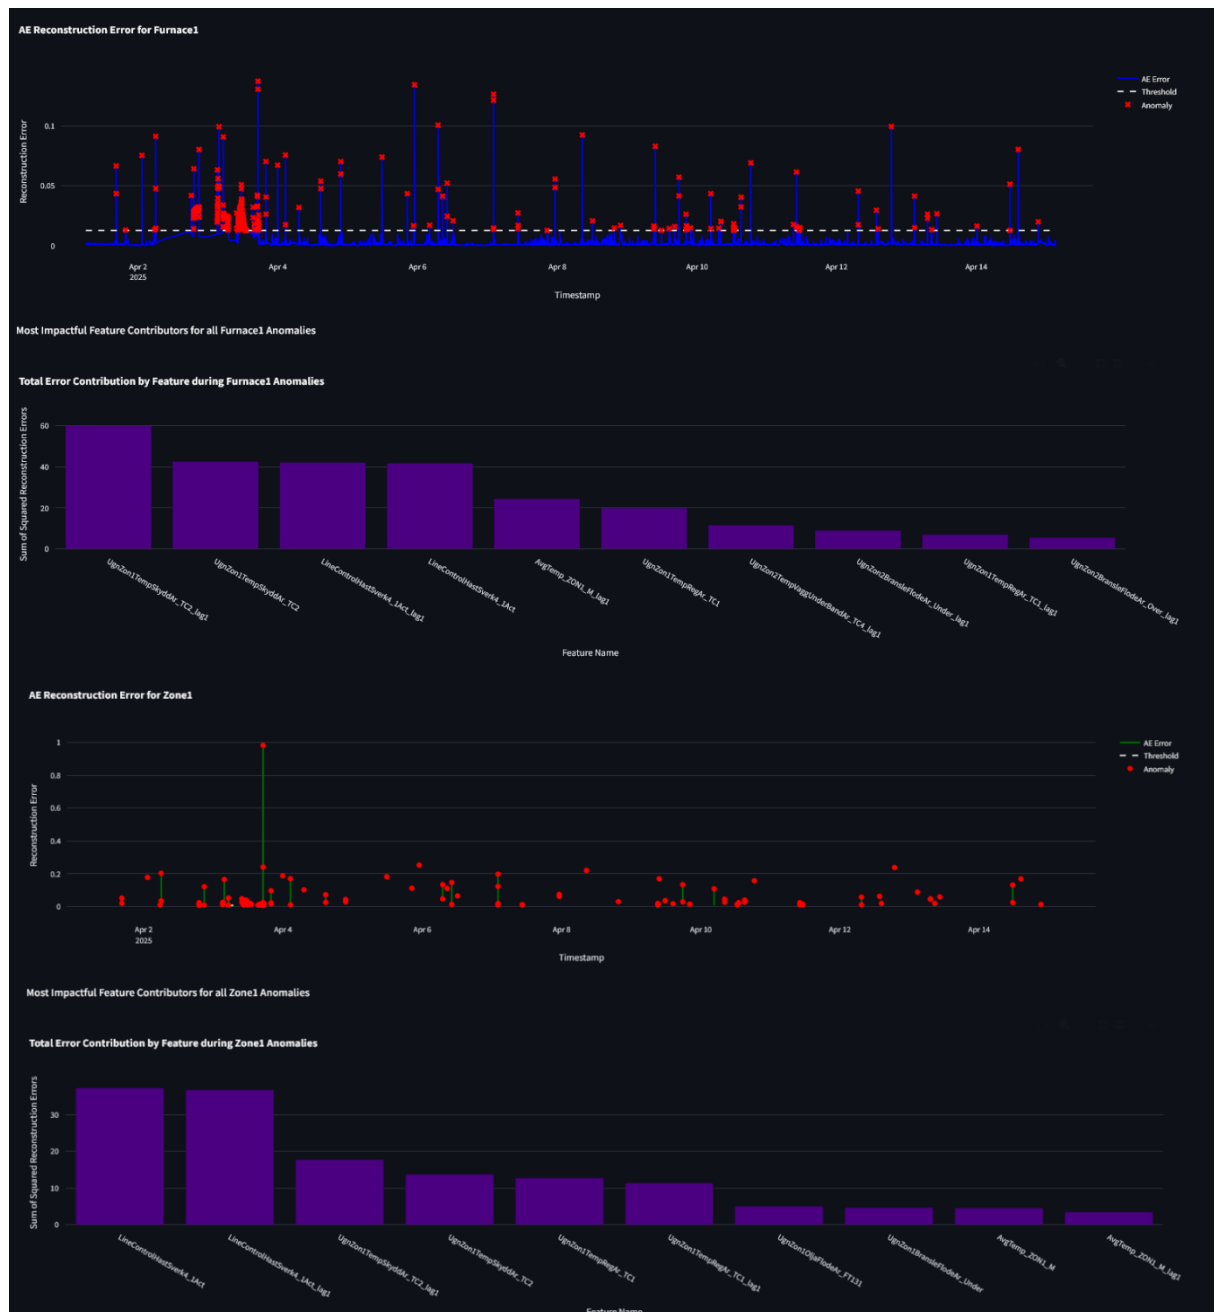 AE Reconstruction Error for Furnace1
AE Error
Threshold
Anomaly
Reconstruction Error
0.1
0.05
0
Apr 2
2025
Apr 4
Apr 6
Apr 8
Apr 10
Apr 12
Apr 14
Timestamp
Most Impactful Feature Contributors for all Furnace1 Anomalies
Total Error Contribution by Feature during Furnace1 Anomalies
Sum of Squared Reconstruction Errors
60
40
20
0
UgnZon1TempSkyddAr_TC2_lag1
UgnZon1TempSkyddAr_TC2
LineControlHastSverk4_1Act_lag1
LineControlHastSverk4_1Act
AvgTemp_ZON1_M_lag1
UgnZon1TempRegAr_TC1
UgnZon2TempVaggUnderBandAr_TC4_lag1
UgnZon2BransleFlodeAr_Under_lag1
UgnZon1TempRegAr_TC1_lag1
UgnZon2BransleFlodeAr_Over_lag1
Feature Name
AE Reconstruction Error for Zone1
AE Error
Threshold
Anomaly
Reconstruction Error
1
0.8
0.6
0.4
0.2
0
Apr 2
2025
Apr 4
Apr 6
Apr 8
Apr 10
Apr 12
Apr 14
Timestamp
Most Impactful Feature Contributors for all Zone1 Anomalies
Total Error Contribution by Feature during Zone1 Anomalies
Sum of Squared Reconstruction Errors
30
20
10
0
LineControlHastSverk4_1Act
LineControlHastSverk4_1Act_lag1
UgnZon1TempSkyddAr_TC2_lag1
UgnZon1TempSkyddAr_TC2
UgnZon1TempRegAr_TC1
UgnZon1TempRegAr_TC1_lag1
UgnZon1OljaFlodeAr_FT131
UgnZon1BransleFlodeAr_Under
AvgTemp_ZON1_M
AvgTemp_ZON1_M_lag1
Feature Name